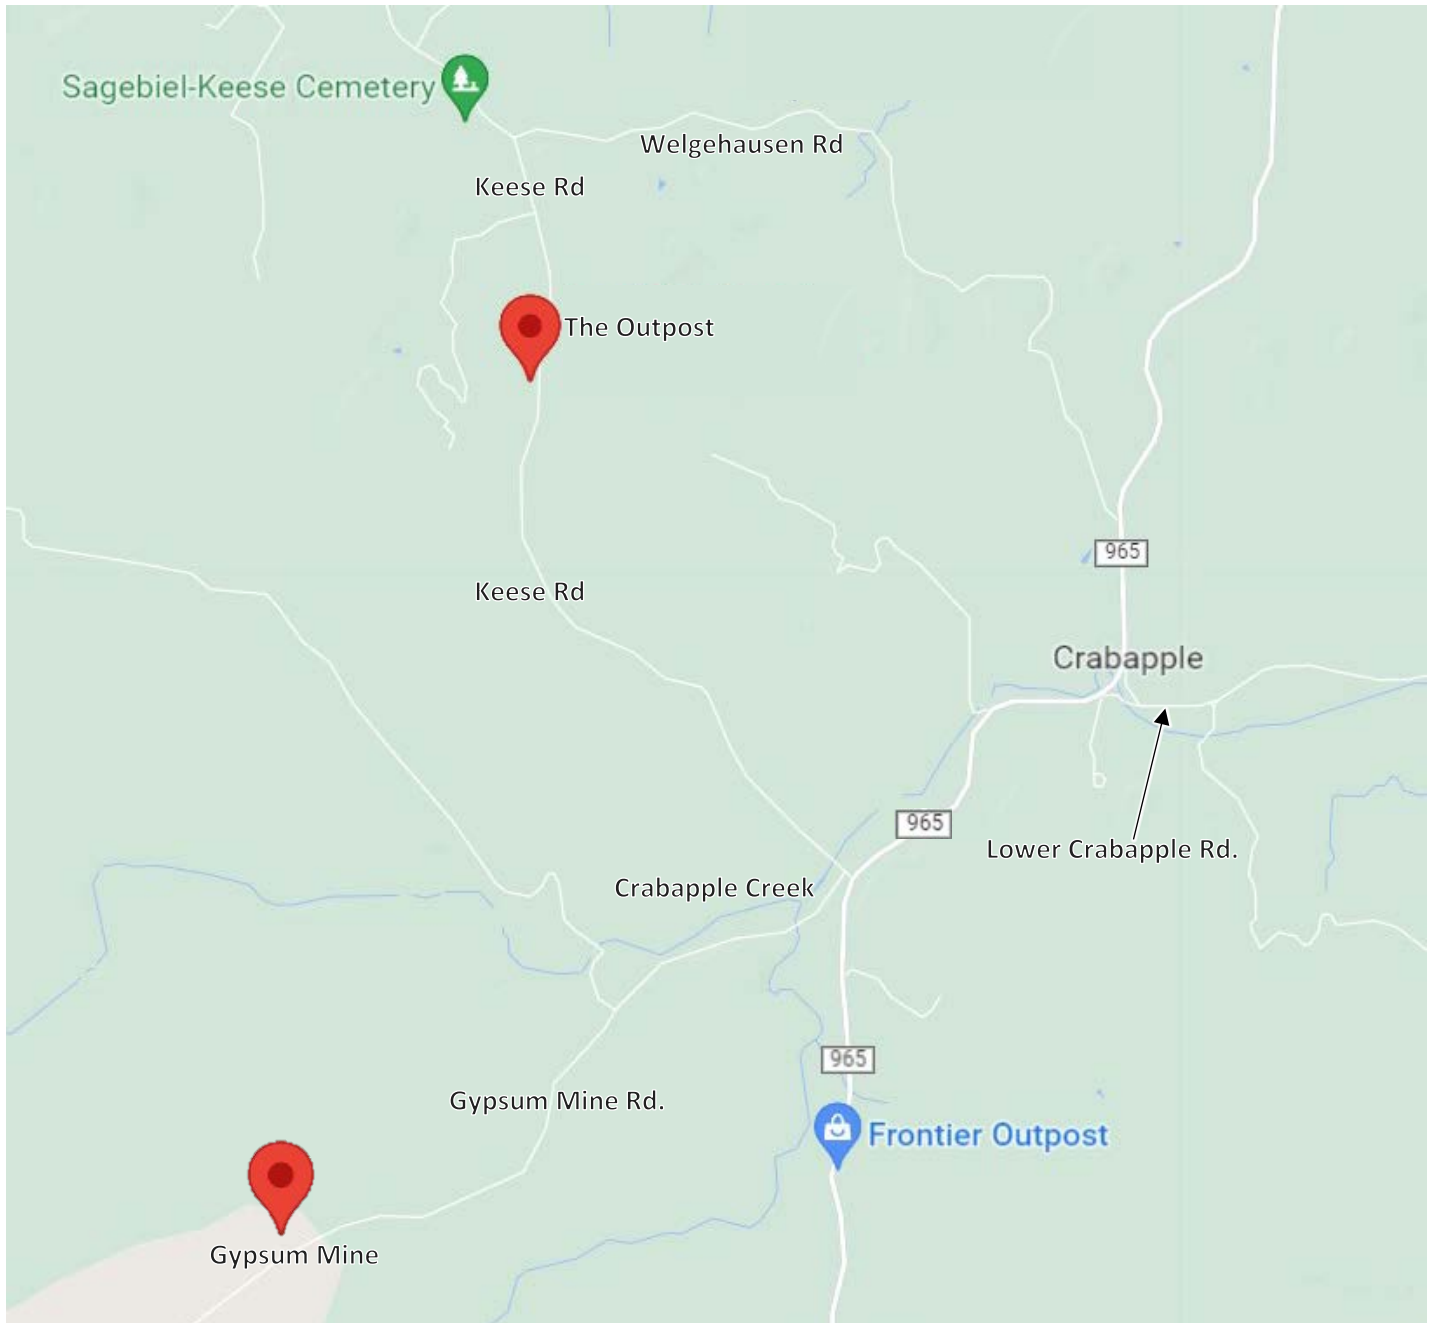 Sagebiel-Keese Cemetery
Welgehausen Rd
Keese Rd
The Outpost
965
Keese Rd
Crabapple
965
Lower Crabapple Rd.
Crabapple Creek
965
Gypsum Mine Rd.
Frontier Outpost
Gypsum Mine